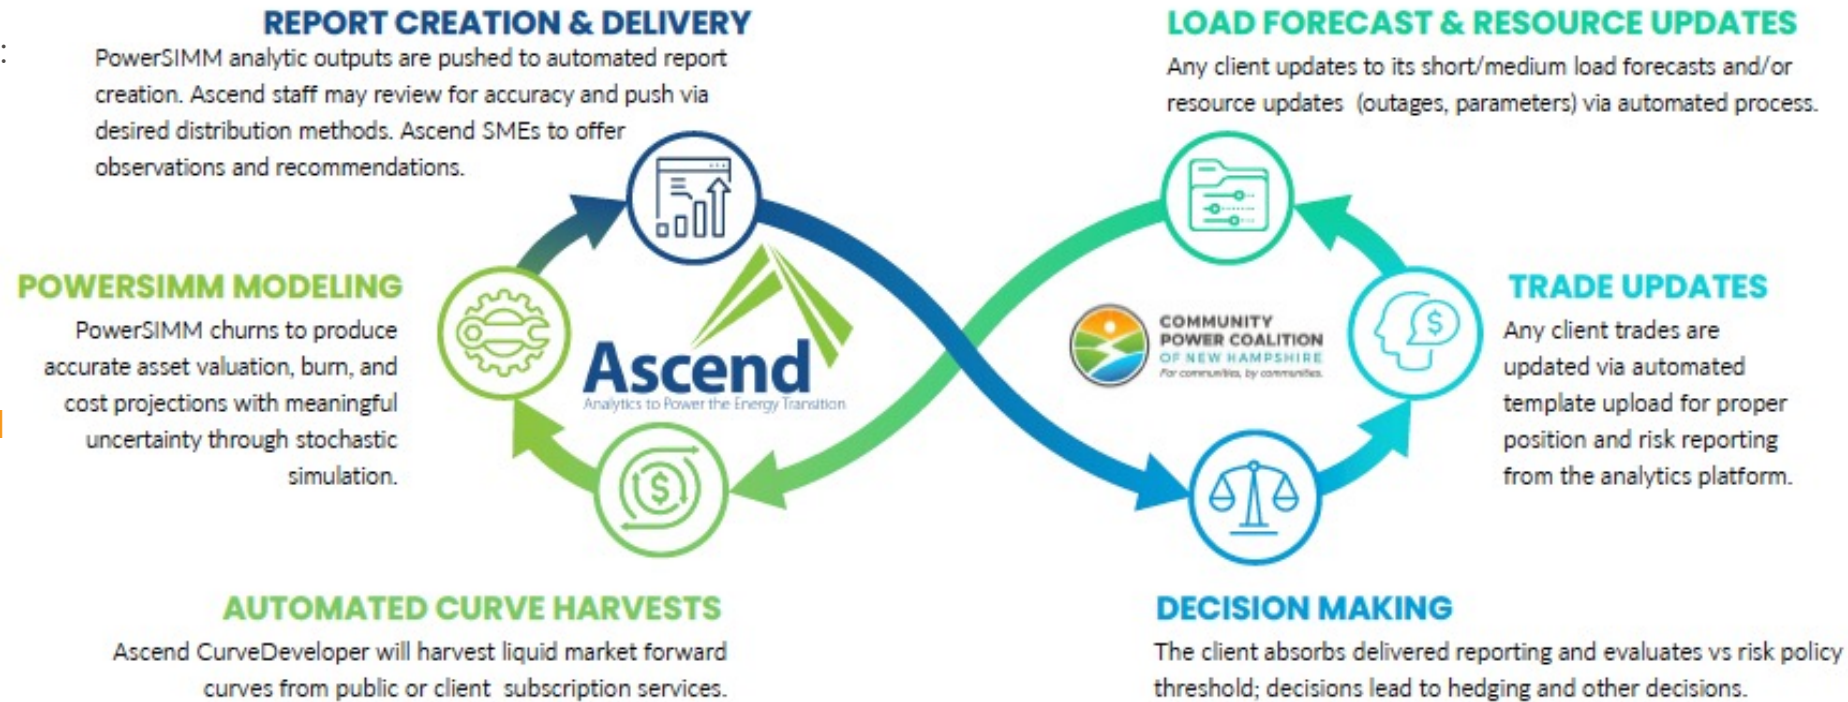 :
REPORT CREATION & DELIVERY
PowerSIMM analytic outputs are pushed to automated report
creation. Ascend staff may review for accuracy and push via
desired distribution methods. Ascend SMEs to offer
observations and recommendations.
LOAD FORECAST & RESOURCE UPDATES
Any client updates to its short/medium load forecasts and/or
resource updates (outages, parameters) via automated process.
POWERSIMM MODELING
PowerSIMM churns to produce
accurate asset valuation, burn, and
cost projections with meaningful
uncertainty through stochastic
simulation.
Ascend
Analytics to Power the Energy Transition
COMMUNITY
POWER COALITION
OF NEW HAMPSHIRE
For communities, by communities.
$
TRADE UPDATES
Any client trades are
updated via automated
template upload for proper
position and risk reporting
from the analytics platform.
$
AUTOMATED CURVE HARVESTS
Ascend CurveDeveloper will harvest liquid market forward
curves from public or client subscription services.
DECISION MAKING
The client absorbs delivered reporting and evaluates vs risk policy
threshold; decisions lead to hedging and other decisions.